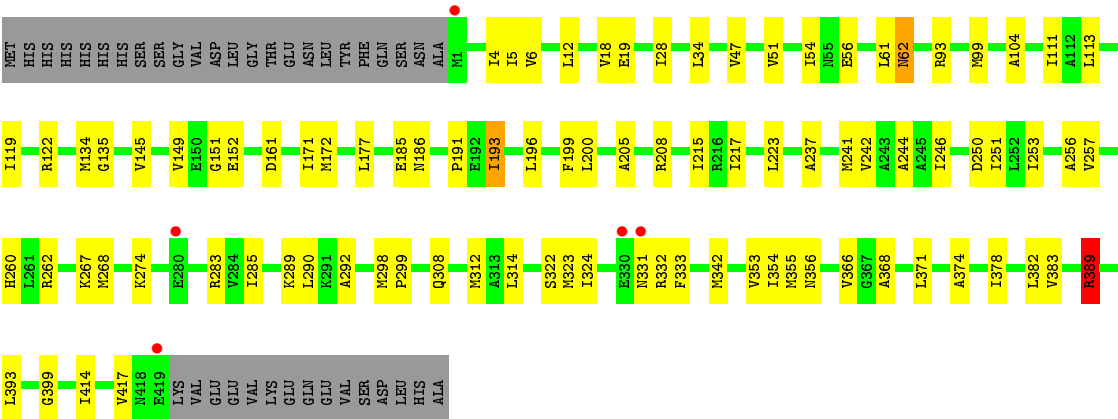 MET HIS HIS HIS HIS HIS HIS SER SER GLY VAL ASP LEU GLY THR GLU ASN LEU TYR PHE GLN SER ASN ALA M1 I4 I5 V6 L12 V18 E19 I28 L34 V47 V51 I54 N55 E56 L61 N62 R93 M99 A104 I111 A112 L113
I119 R122 M134 G135 V145 V149 E150 G151 E152 D161 I171 M172 L177 E185 N186 P191 E192 I193 L196 F199 L200 A205 R208 I215 R216 I217 L223 A237 M241 V242 A243 A244 A245 I246 D250 I251 L252 I253 A256 V257
H260 L261 R262 K267 M268 K274 E280 R283 V284 I285 K289 L290 K291 A292 M298 P299 Q308 M312 A313 L314 S322 M323 I324 E330 N331 R332 F333 M342 V353 I354 M355 N356 V366 G367 A368 L371 A374 I378 L382 V383 R389
L393 G399 I414 V417 N418 E419 LYS VAL GLU GLU VAL LYS GLU GLN GLU VAL SER ASP LEU HIS ALA